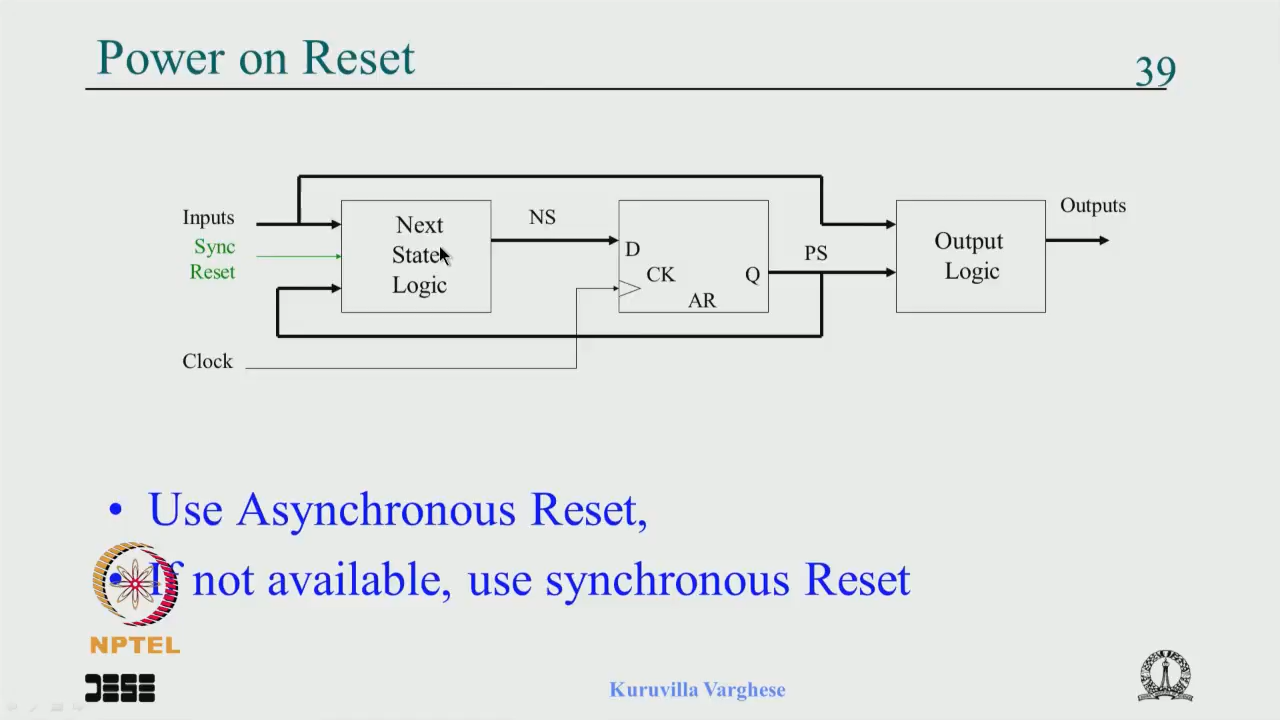 Power on Reset
39
Inputs
Sync
Reset
Next
State
Logic
NS
D
CK
Q
AR
PS
Output
Logic
Outputs
Clock
• Use Asynchronous Reset,
• If not available, use synchronous Reset
NPTEL
Kuruvilla Varghese